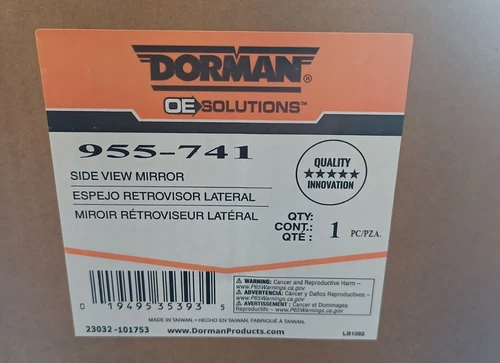 DORMAN®
OE SOLUTIONS™
955-741
SIDE VIEW MIRROR
ESPEJO RETROVISOR LATERAL
MIROIR RÉTROVISEUR LATÉRAL
QUALITY
★★★★★
INNOVATION
QTY:
CONT.:
QTÉ : 1 PC/PZA.
0 19495 35393 5
WARNING: Cancer and Reproductive Harm –
www.P65Warnings.ca.gov
ADVERTENCIA: Cáncer y Daños Reproductivos –
www.P65Warnings.ca.gov
AVERTISSEMENT : Cancer et Dommages
Reproductifs – www.P65Warnings.ca.gov
MADE IN TAIWAN. • HECHO EN TAIWAN. FABRIQUÉ À TAIWAN.
23032 -101753 www.DormanProducts.com LB1082